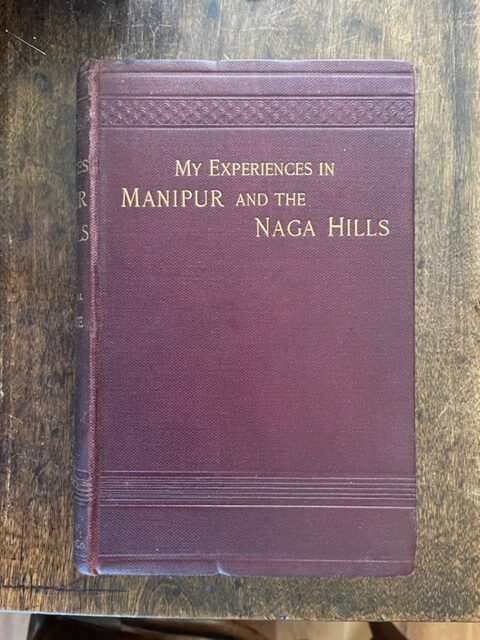 My Experiences in
Manipur and the
Naga Hills